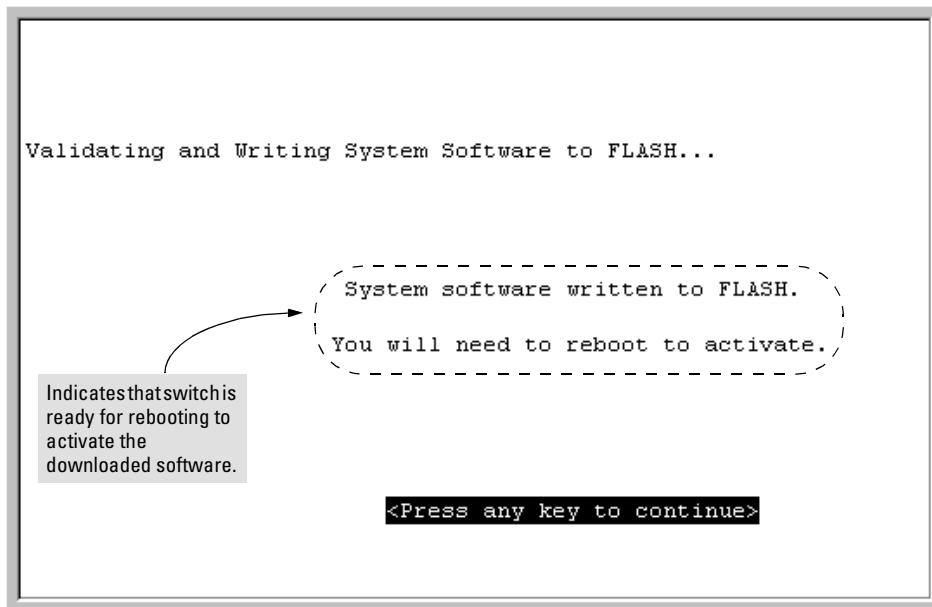 Validating and Writing System Software to FLASH...
System software written to FLASH.
You will need to reboot to activate.
Indicates that switch is
ready for rebooting to
activate the
downloaded software.
<Press any key to continue>